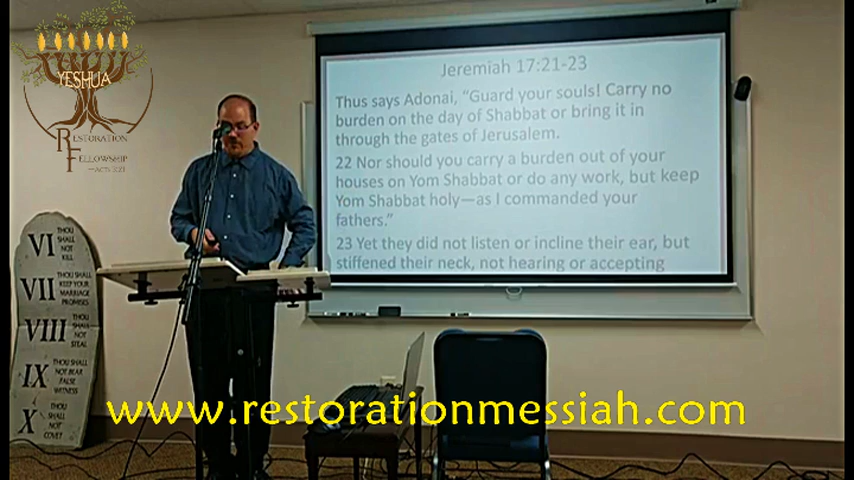 YESHUA
RESTORATION
FELLOWSHIP
—ACTS 3:21
Jeremiah 17:21-23
Thus says Adonai, “Guard your souls! Carry no
burden on the day of Shabbat or bring it in
through the gates of Jerusalem.
22 Nor should you carry a burden out of your
houses on Yom Shabbat or do any work, but keep
Yom Shabbat holy—as I commanded your
fathers.”
23 Yet they did not listen or incline their ear, but
stiffened their neck, not hearing or accepting
VI THOU
SHALL
NOT
KILL
VII THOU SHALL
KEEP YOUR
MARRIAGE
PROMISES
VIII THOU
SHALL
NOT
STEAL
IX THOU SHALL
NOT BEAR
FALSE
WITNESS
X THOU
SHALL
NOT
COVET
www.restorationmessiah.com